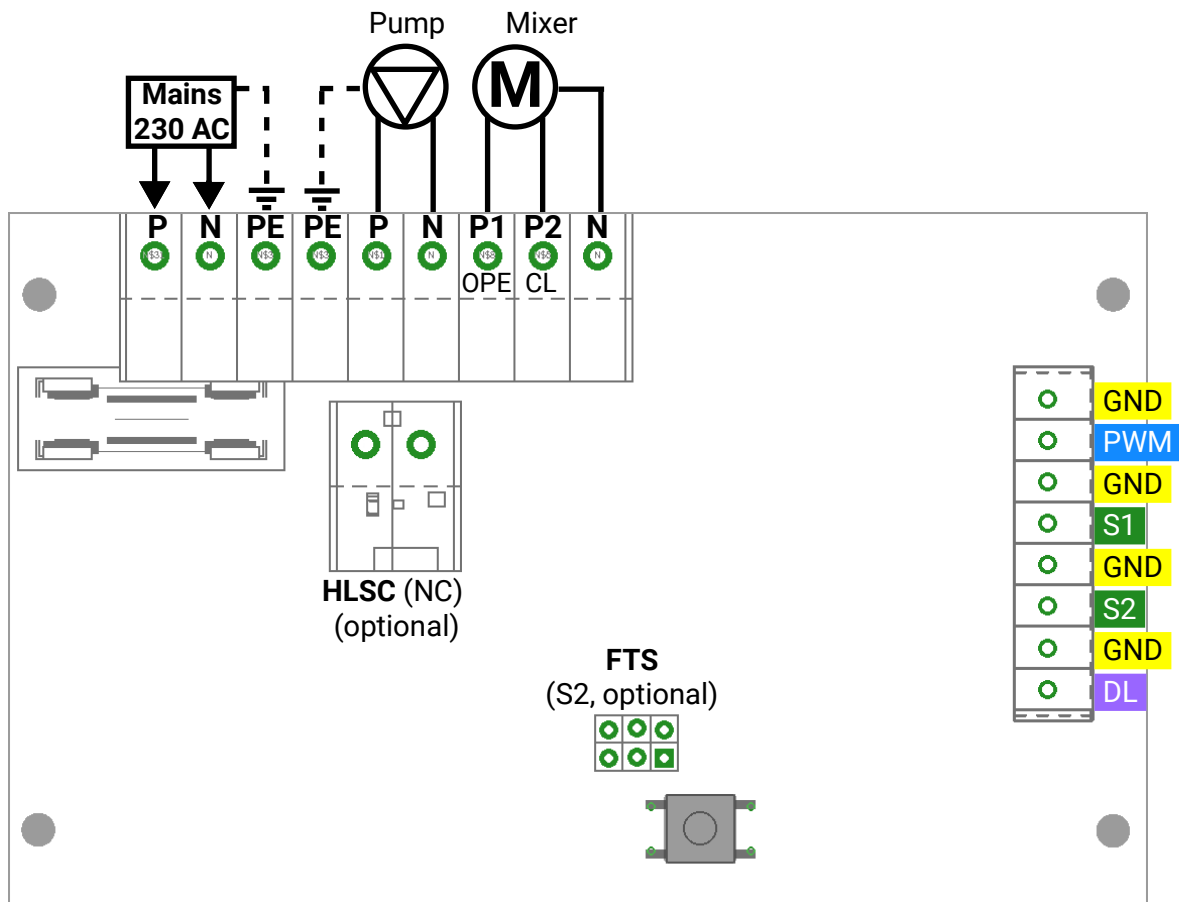 Pump Mixer
Mains
230 AC
P N PE PE P N P1 P2 N
N N N
OPE CL
GND
PWM
GND
S1
GND
S2
GND
DL
HLSC (NC)
(optional)
FTS
(S2, optional)